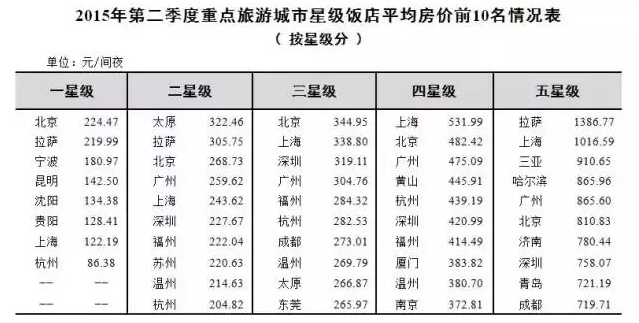 2015年第二季度重点旅游城市星级饭店平均房价前10名情况表
（ 按星级分 ）
单位：元/间夜
一星级 二星级 三星级 四星级 五星级
北京 224.47 太原 322.46 北京 344.95 上海 531.99 拉萨 1386.77
拉萨 219.99 拉萨 305.75 上海 338.80 北京 482.42 上海 1016.59
宁波 180.97 北京 268.73 深圳 319.11 广州 475.09 三亚 910.65
昆明 142.50 广州 259.62 广州 304.76 黄山 445.91 哈尔滨 865.96
沈阳 134.38 上海 243.62 福州 284.32 杭州 439.19 广州 865.60
贵阳 128.41 深圳 227.67 杭州 282.53 深圳 420.99 北京 810.83
上海 122.19 福州 222.04 成都 273.01 福州 414.49 济南 780.44
杭州 86.38 苏州 220.63 温州 269.79 厦门 383.82 深圳 758.07
—— —— 温州 214.63 太原 266.87 温州 380.70 青岛 721.19
—— —— 杭州 204.82 东莞 265.97 南京 372.81 成都 719.71